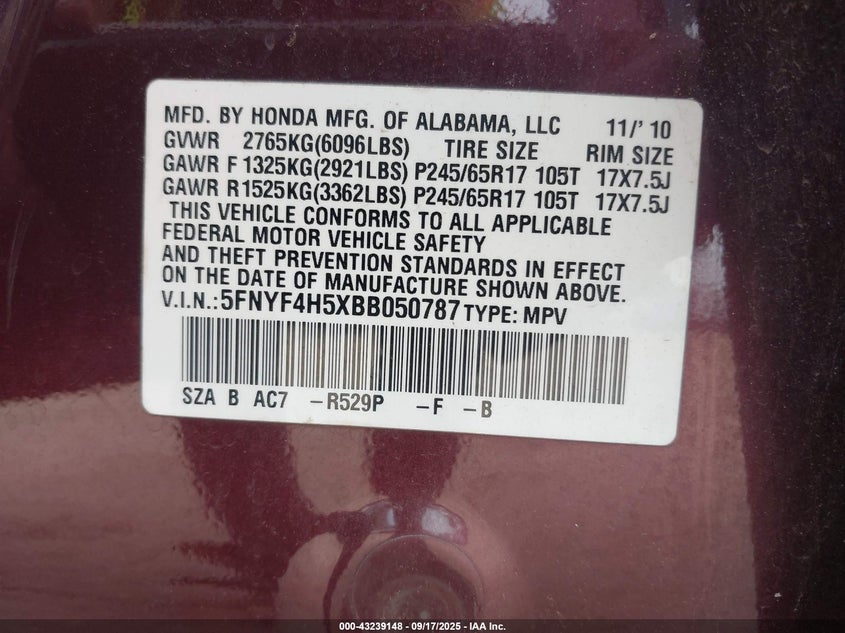 MFD. BY HONDA MFG. OF ALABAMA, LLC 11/' 10
GVWR 2765KG(6096LBS) TIRE SIZE RIM SIZE
GAWR F 1325KG(2921LBS) P245/65R17 105T 17X7.5J
GAWR R1525KG(3362LBS) P245/65R17 105T 17X7.5J
THIS VEHICLE CONFORMS TO ALL APPLICABLE
FEDERAL MOTOR VEHICLE SAFETY
AND THEFT PREVENTION STANDARDS IN EFFECT
ON THE DATE OF MANUFACTURE SHOWN ABOVE.
V.I.N.:5FNYF4H5XBB050787 TYPE: MPV
SZA B AC7 -R529P -F -B
000-43239148 - 09/17/2025 - IAA Inc.